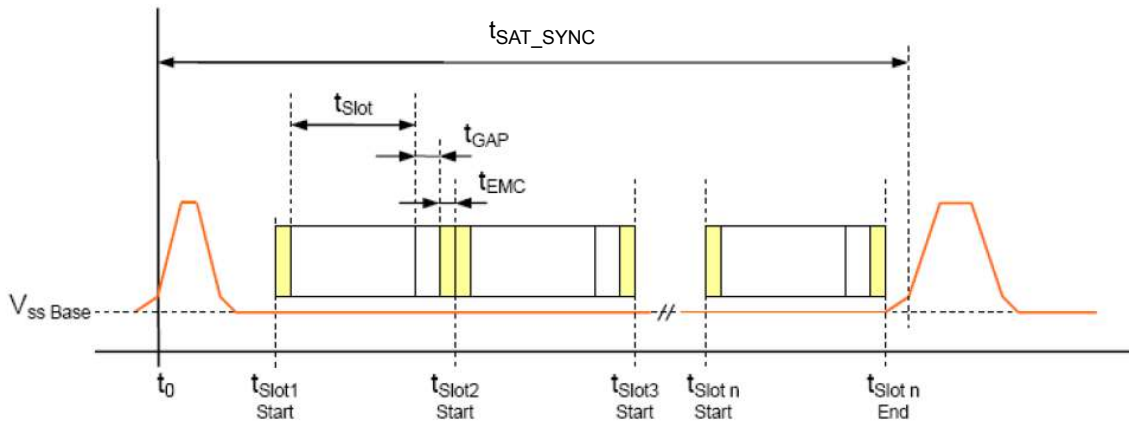 tSAT_SYNC
tSlot
tGAP
tEMC
Vss Base
t0
tSlot1
Start
tSlot2
Start
tSlot3
Start
tSlot n
Start
tSlot n
End